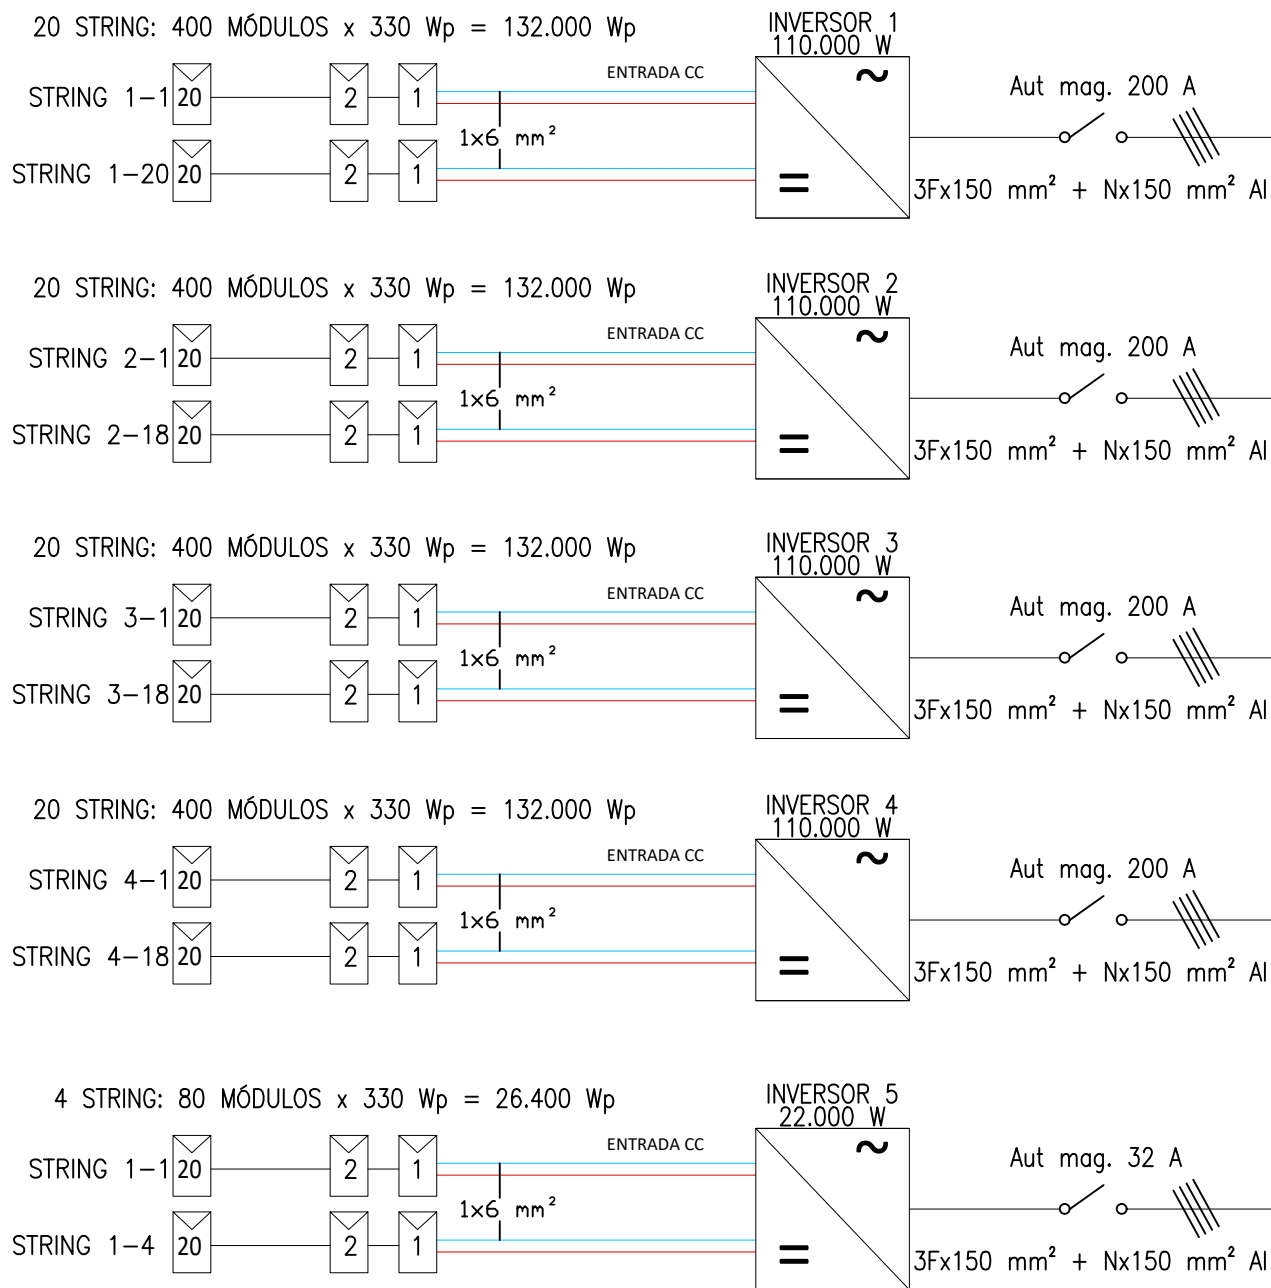 20 STRING: 400 MÓDULOS x 330 Wp = 132.000 Wp
INVERSOR 1
110.000 W
ENTRADA CC
~
Aut mag. 200 A
STRING 1-1 20 2 1
1x6 mm²
STRING 1-20 20 2 1
=
3Fx150 mm² + Nx150 mm² Al
20 STRING: 400 MÓDULOS x 330 Wp = 132.000 Wp
INVERSOR 2
110.000 W
ENTRADA CC
~
Aut mag. 200 A
STRING 2-1 20 2 1
1x6 mm²
STRING 2-18 20 2 1
=
3Fx150 mm² + Nx150 mm² Al
20 STRING: 400 MÓDULOS x 330 Wp = 132.000 Wp
INVERSOR 3
110.000 W
ENTRADA CC
~
Aut mag. 200 A
STRING 3-1 20 2 1
1x6 mm²
STRING 3-18 20 2 1
=
3Fx150 mm² + Nx150 mm² Al
20 STRING: 400 MÓDULOS x 330 Wp = 132.000 Wp
INVERSOR 4
110.000 W
ENTRADA CC
~
Aut mag. 200 A
STRING 4-1 20 2 1
1x6 mm²
STRING 4-18 20 2 1
=
3Fx150 mm² + Nx150 mm² Al
4 STRING: 80 MÓDULOS x 330 Wp = 26.400 Wp
INVERSOR 5
22.000 W
ENTRADA CC
~
Aut mag. 32 A
STRING 1-1 20 2 1
1x6 mm²
STRING 1-4 20 2 1
=
3Fx150 mm² + Nx150 mm² Al